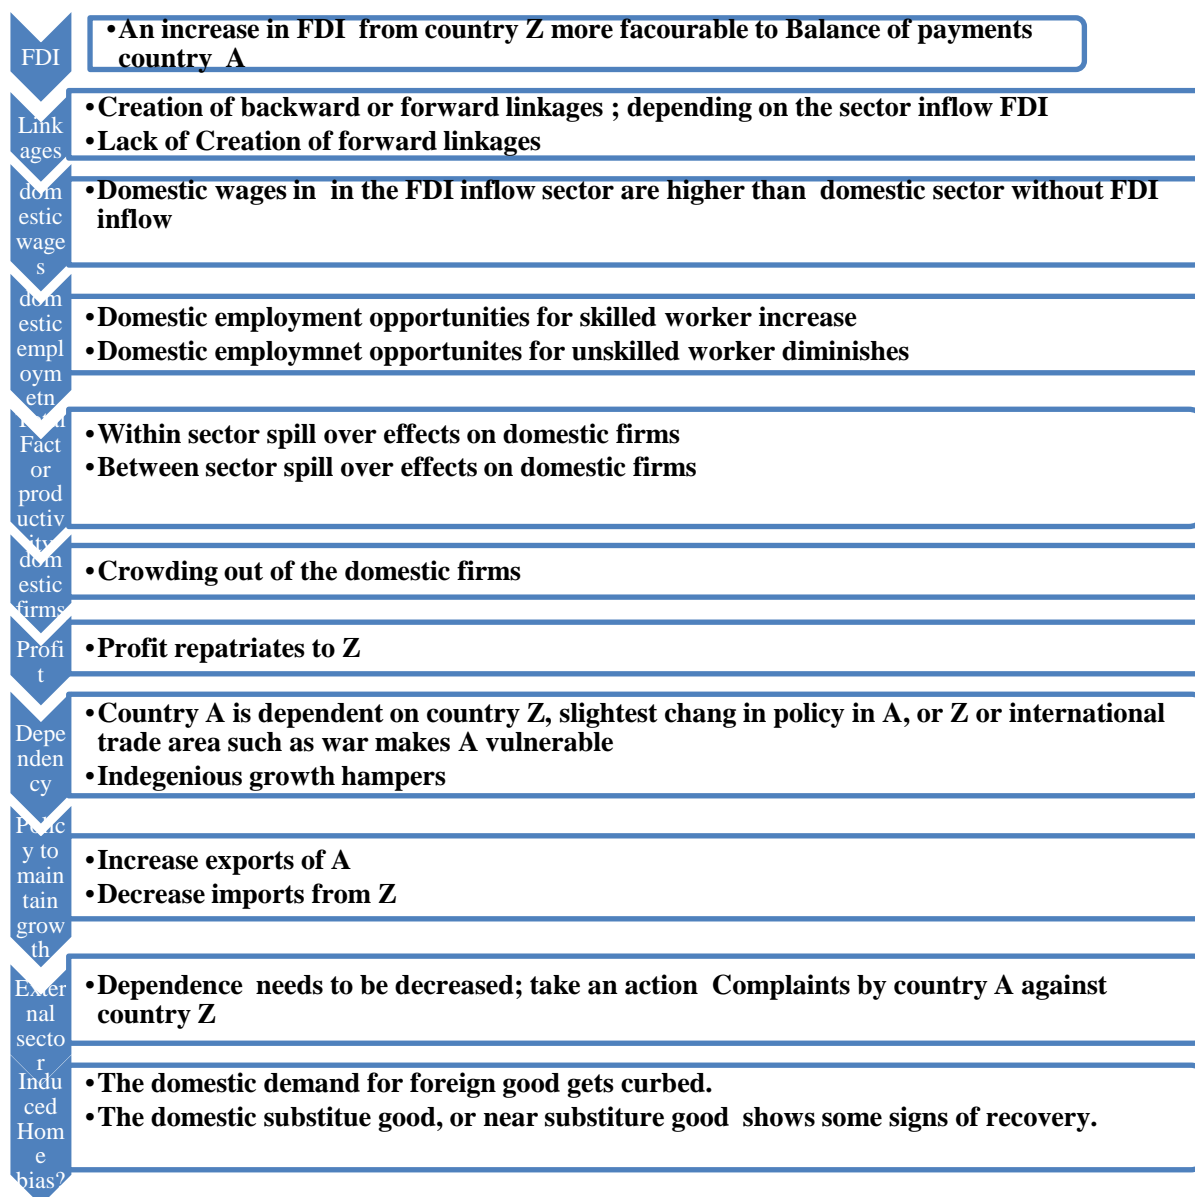 FDI
•An increase in FDI from country Z more facourable to Balance of payments
country A
Link
ages
•Creation of backward or forward linkages ; depending on the sector inflow FDI
•Lack of Creation of forward linkages
dom
estic
wage
s
•Domestic wages in in the FDI inflow sector are higher than domestic sector without FDI
inflow
dom
estic
empl
oym
etn
•Domestic employment opportunities for skilled worker increase
•Domestic employmnet opportunites for unskilled worker diminishes
Fact
or
prod
uctiv
ity
•Within sector spill over effects on domestic firms
•Between sector spill over effects on domestic firms
dom
estic
firms
•Crowding out of the domestic firms
Profi
t
•Profit repatriates to Z
Depe
nden
cy
•Country A is dependent on country Z, slightest chang in policy in A, or Z or international
trade area such as war makes A vulnerable
•Indegenious growth hampers
Polic
y to
main
tain
grow
th
•Increase exports of A
•Decrease imports from Z
Exter
nal
secto
r
•Dependence needs to be decreased; take an action Complaints by country A against
country Z
Indu
ced
Hom
e
bias?
•The domestic demand for foreign good gets curbed.
•The domestic substitue good, or near substiture good shows some signs of recovery.